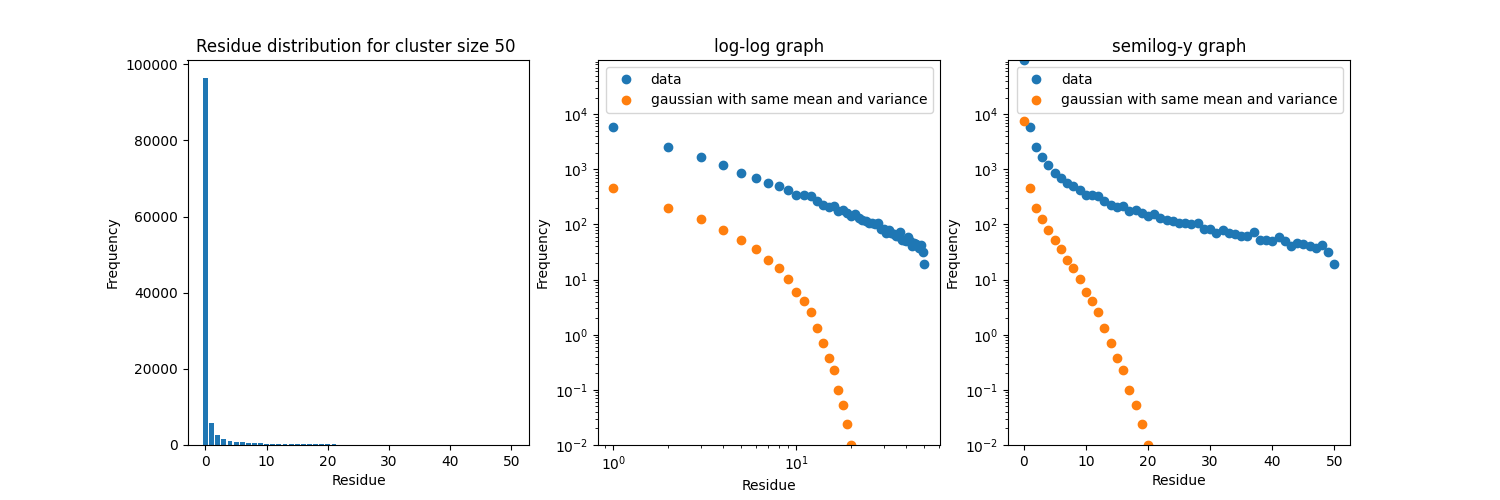 Residue distribution for cluster size 50
100000
80000
60000
40000
20000
0
Frequency
0 10 20 30 40 50
Residue
log-log graph
data
gaussian with same mean and variance
10^4
10^3
10^2
10^1
10^0
10^-1
10^-2
Frequency
10^0 10^1
Residue
semilog-y graph
data
gaussian with same mean and variance
10^4
10^3
10^2
10^1
10^0
10^-1
10^-2
Frequency
0 10 20 30 40 50
Residue